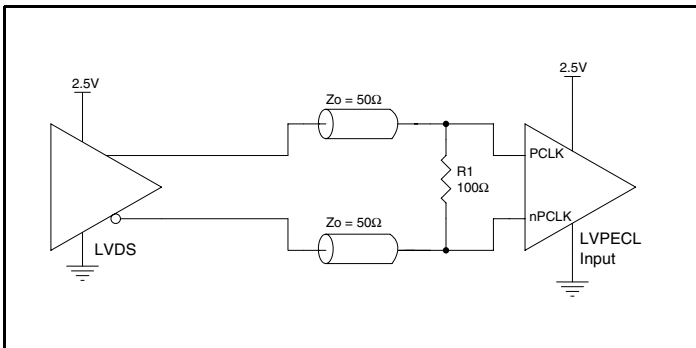 2.5V
2.5V
Zo = 50Ω
PCLK
R1
100Ω
Zo = 50Ω
nPCLK
LVDS
LVPECL
Input